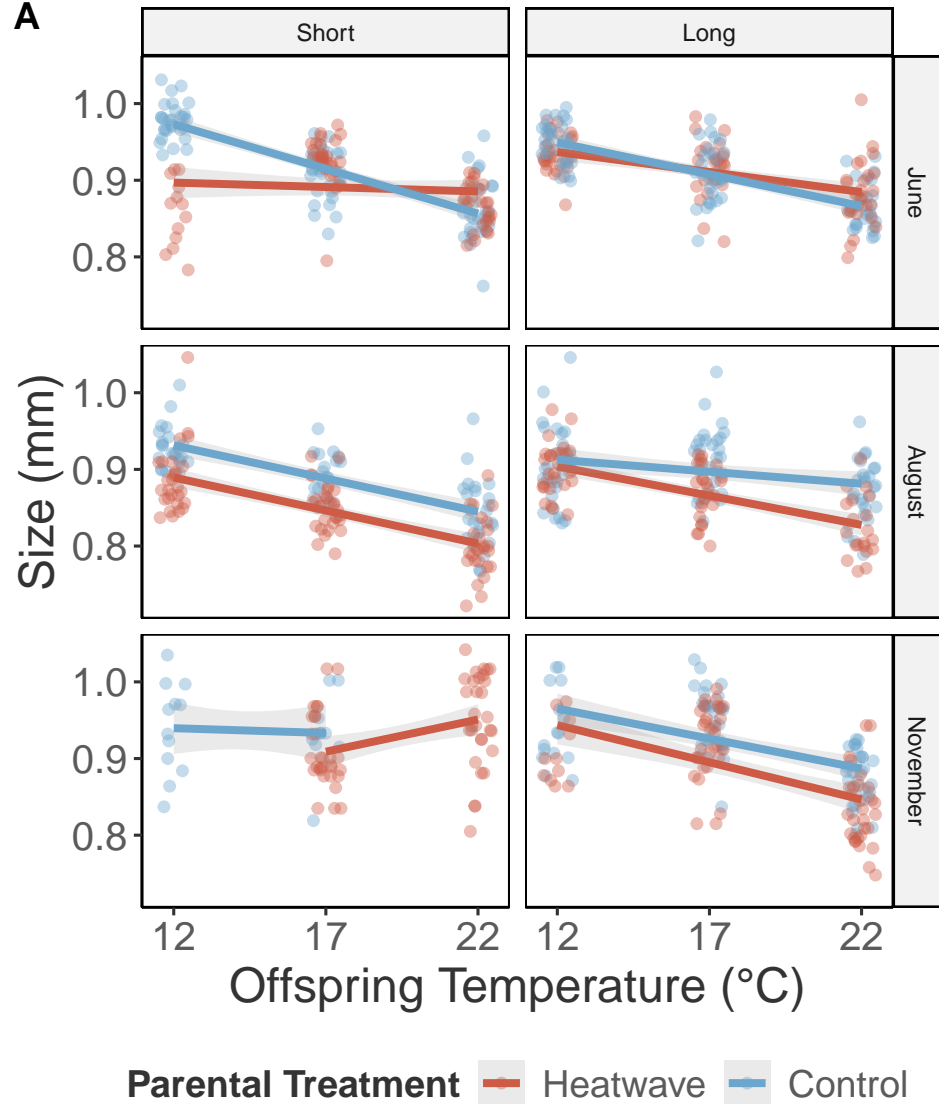 A
Short
Long
1.0
0.9
0.8
June
1.0
0.9
0.8
August
1.0
0.9
0.8
November
Size (mm)
12
17
22
12
17
22
Offspring Temperature (°C)
Parental Treatment Heatwave Control